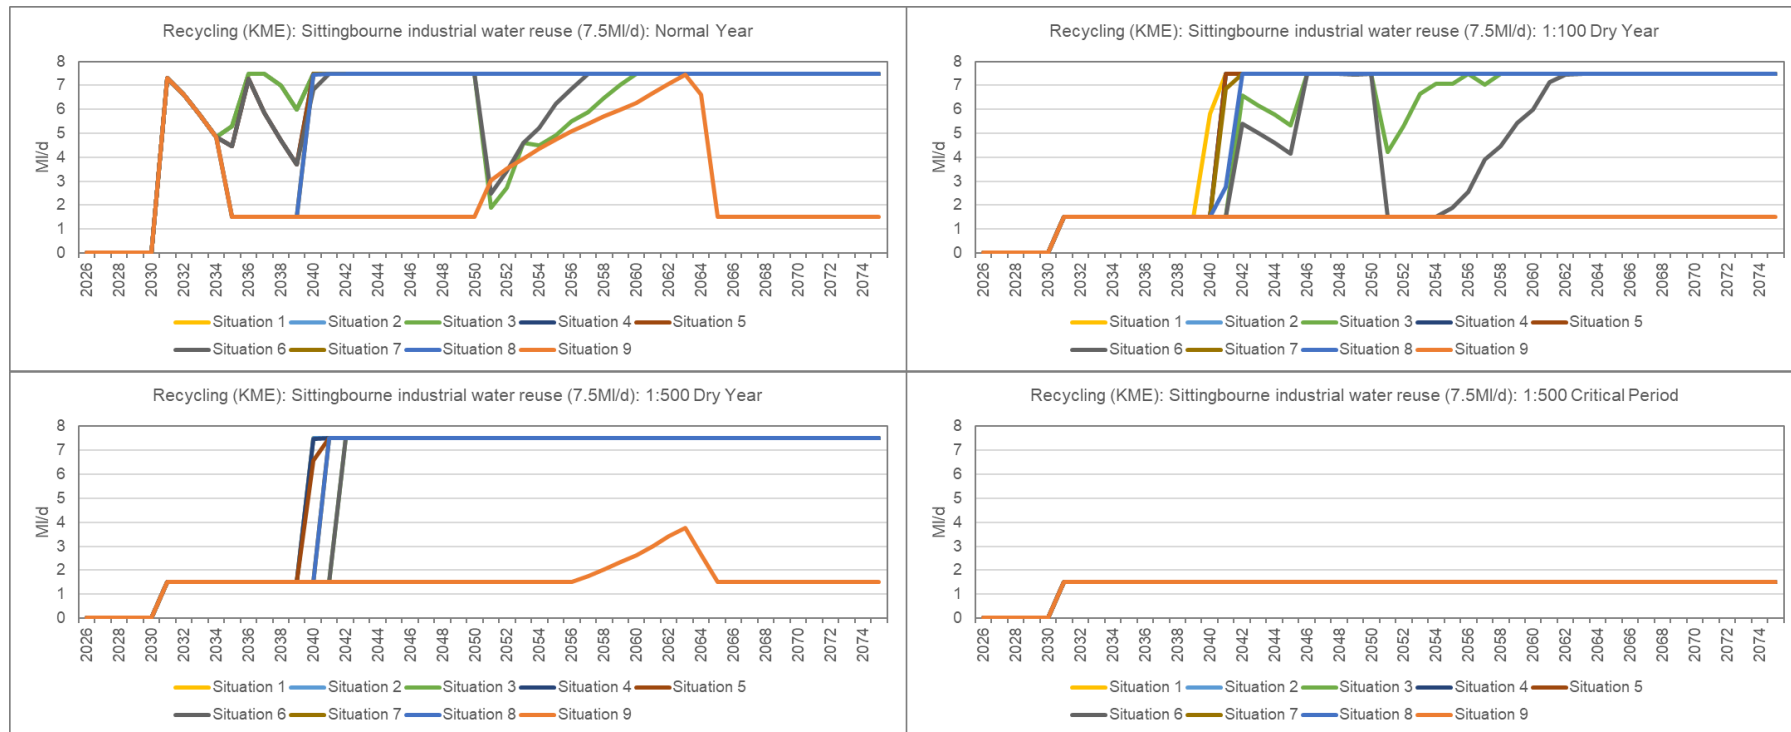 Recycling (KME): Sittingbourne industrial water reuse (7.5Ml/d): Normal Year
8
7
6
5
4
3
2
1
0
Ml/d
2026 2028 2030 2032 2034 2036 2038 2040 2042 2044 2046 2048 2050 2052 2054 2056 2058 2060 2062 2064 2066 2068 2070 2072 2074
Situation 1 Situation 2 Situation 3 Situation 4 Situation 5
Situation 6 Situation 7 Situation 8 Situation 9
Recycling (KME): Sittingbourne industrial water reuse (7.5Ml/d): 1:100 Dry Year
8
7
6
5
4
3
2
1
0
Ml/d
2026 2028 2030 2032 2034 2036 2038 2040 2042 2044 2046 2048 2050 2052 2054 2056 2058 2060 2062 2064 2066 2068 2070 2072 2074
Situation 1 Situation 2 Situation 3 Situation 4 Situation 5
Situation 6 Situation 7 Situation 8 Situation 9
Recycling (KME): Sittingbourne industrial water reuse (7.5Ml/d): 1:500 Dry Year
8
7
6
5
4
3
2
1
0
Ml/d
2026 2028 2030 2032 2034 2036 2038 2040 2042 2044 2046 2048 2050 2052 2054 2056 2058 2060 2062 2064 2066 2068 2070 2072 2074
Situation 1 Situation 2 Situation 3 Situation 4 Situation 5
Situation 6 Situation 7 Situation 8 Situation 9
Recycling (KME): Sittingbourne industrial water reuse (7.5Ml/d): 1:500 Critical Period
8
7
6
5
4
3
2
1
0
Ml/d
2026 2028 2030 2032 2034 2036 2038 2040 2042 2044 2046 2048 2050 2052 2054 2056 2058 2060 2062 2064 2066 2068 2070 2072 2074
Situation 1 Situation 2 Situation 3 Situation 4 Situation 5
Situation 6 Situation 7 Situation 8 Situation 9